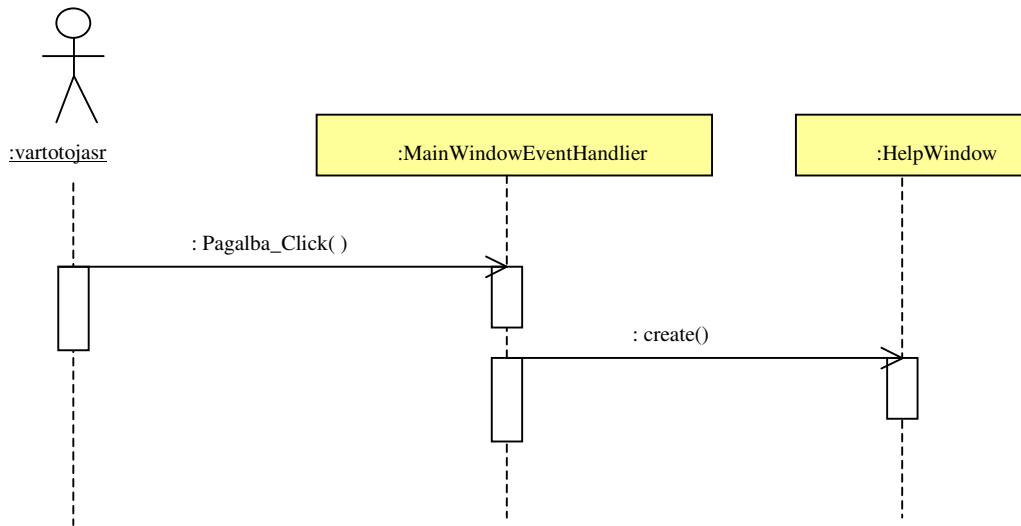 :vartotojasr
:MainWindowEventHandlier
:HelpWindow
: Pagalba_Click( )
: create()